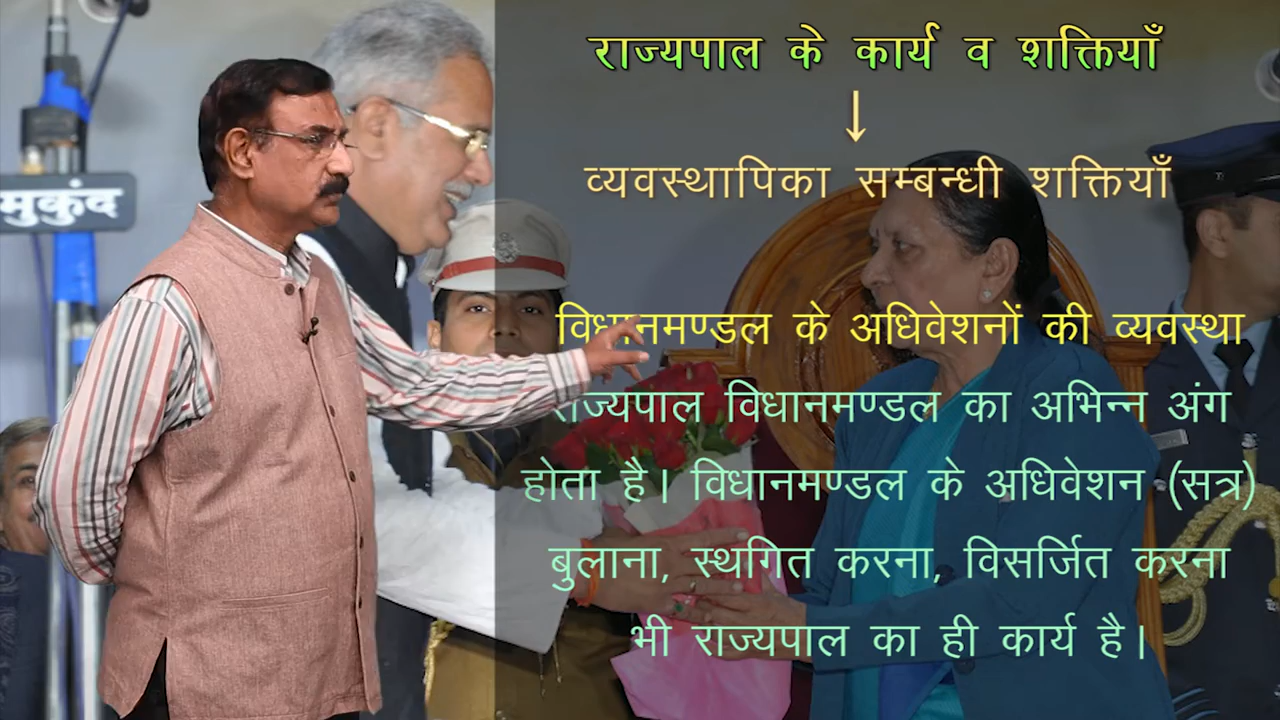 राज्यपाल के कार्य व शक्तियाँ
↓
व्यवस्थापिका सम्बन्धी शक्तियाँ
मुकुंद
विधानमण्डल के अधिवेशनों की व्यवस्था
राज्यपाल विधानमण्डल का अभिन्न अंग
होता है। विधानमण्डल के अधिवेशन (सत्र)
बुलाना, स्थगित करना, विसर्जित करना
भी राज्यपाल का ही कार्य है।